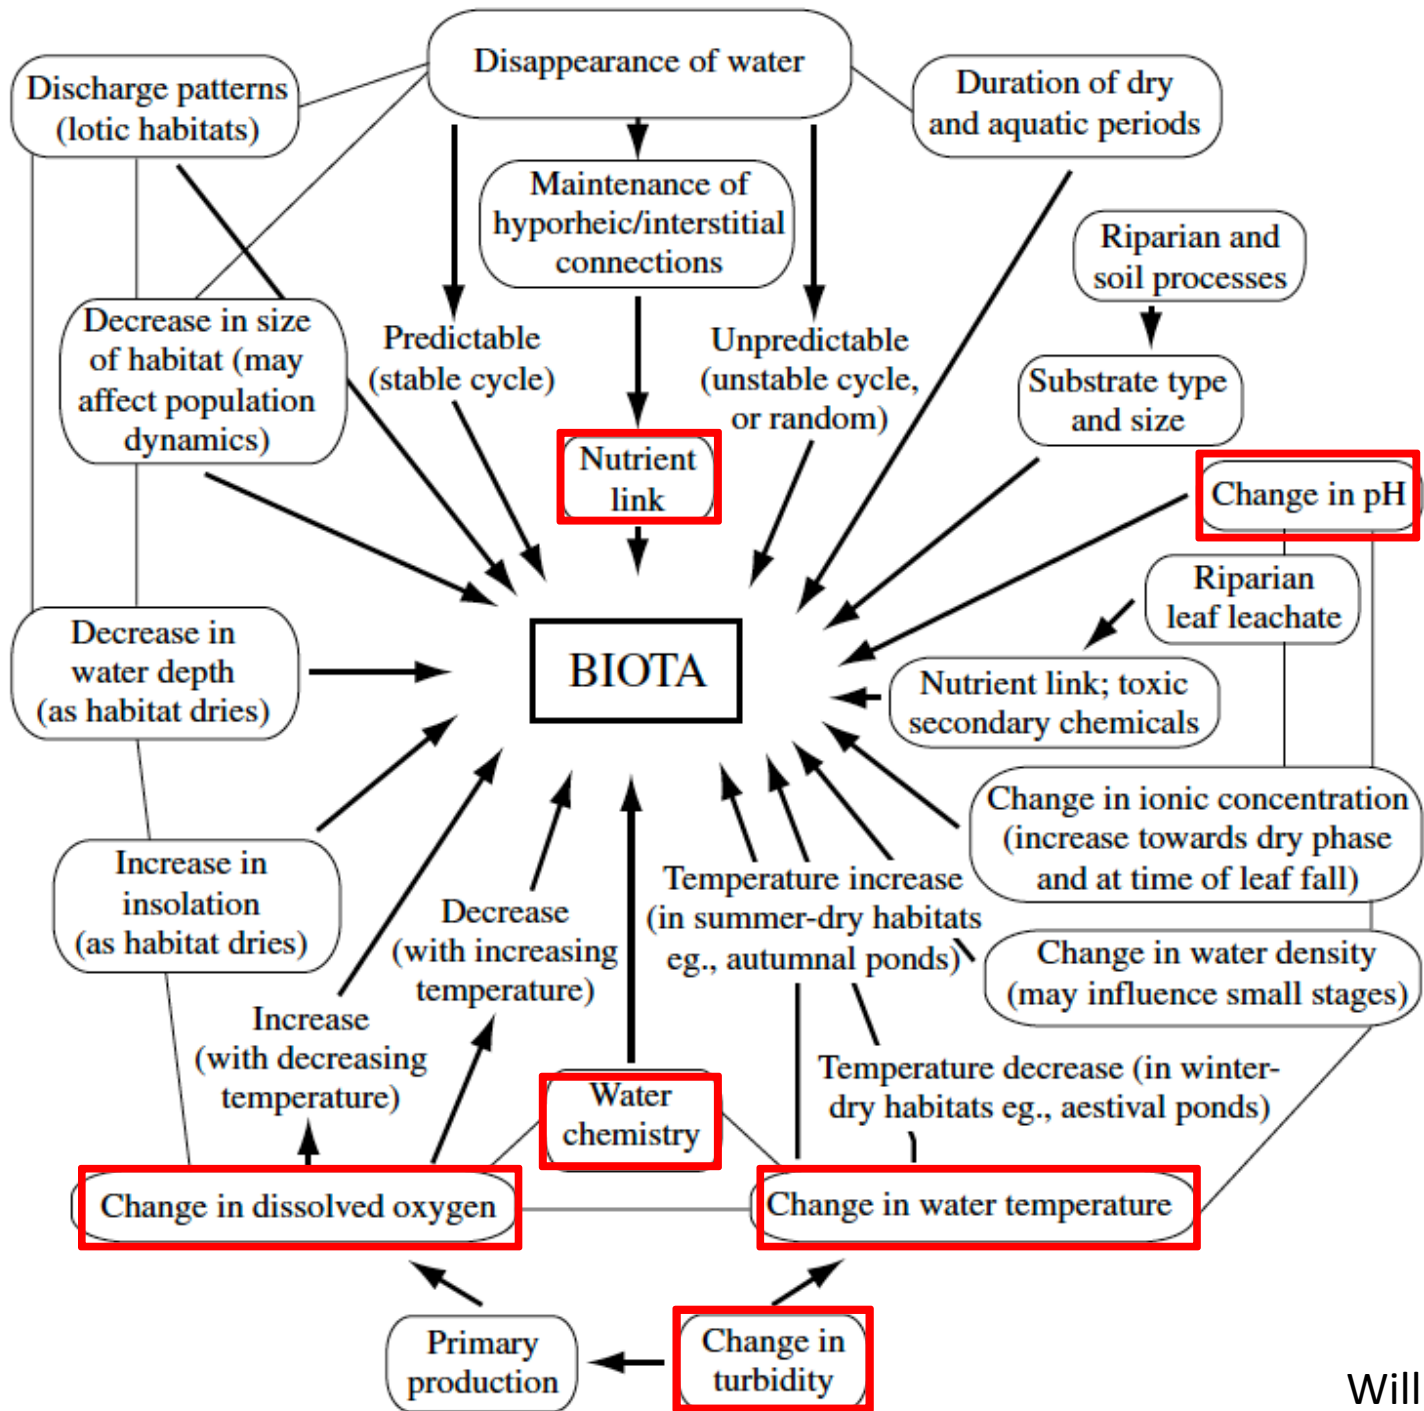 Disappearance of water
Discharge patterns
(lotic habitats)
Duration of dry
and aquatic periods
Maintenance of
hyporheic/interstitial
connections
Riparian and
soil processes
Decrease in size
of habitat (may
affect population
dynamics)
Predictable
(stable cycle)
Unpredictable
(unstable cycle,
or random)
Substrate type
and size
Nutrient
link
Change in pH
Riparian
leaf leachate
Decrease in
water depth
(as habitat dries)
BIOTA
Nutrient link; toxic
secondary chemicals
Change in ionic concentration
(increase towards dry phase
and at time of leaf fall)
Increase in
insolation
(as habitat dries)
Decrease
(with increasing
temperature)
Temperature increase
(in summer-dry habitats
eg., autumnal ponds)
Change in water density
(may influence small stages)
Increase
(with decreasing
temperature)
Water
chemistry
Temperature decrease (in winter-
dry habitats eg., aestival ponds)
Change in dissolved oxygen
Change in water temperature
Primary
production
Change in
turbidity
Will